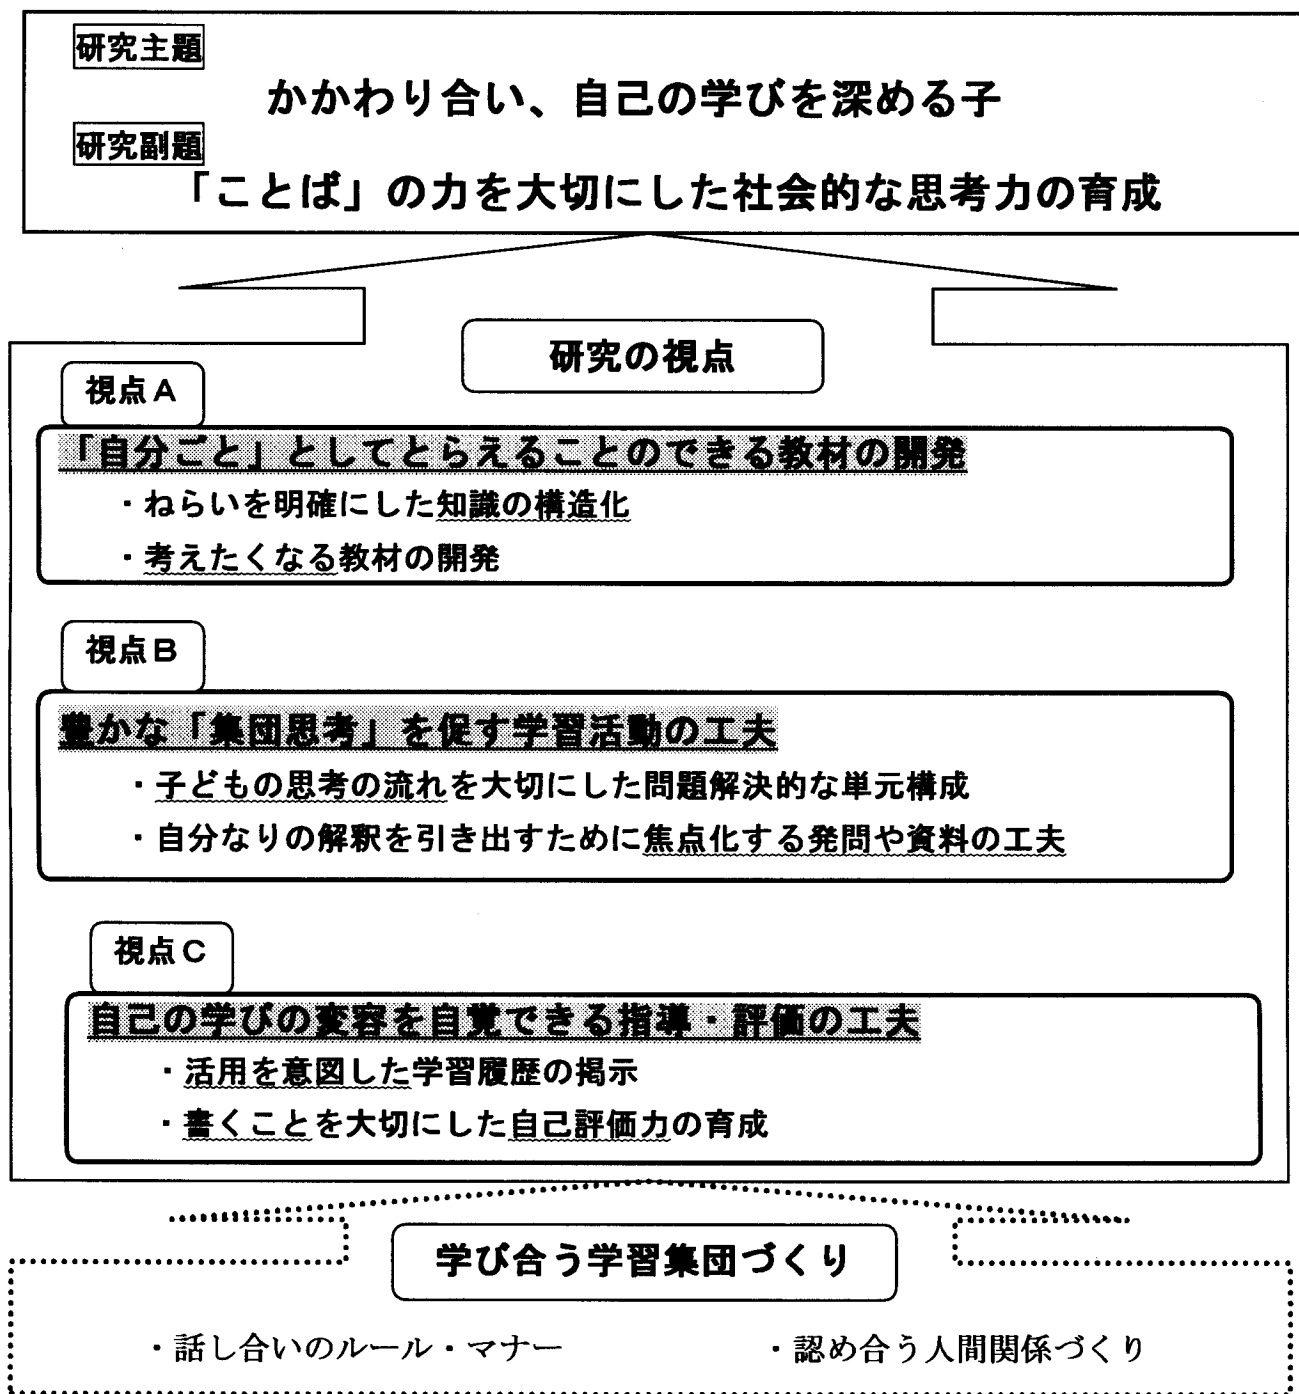 研究主題
かかわり合い、自己の学びを深める子
研究副題
「ことば」の力を大切にした社会的な思考力の育成
研究の視点
視点A
「自分ごと」としてとらえることのできる教材の開発
・ねらいを明確にした知識の構造化
・考えたくなる教材の開発
視点B
豊かな「集団思考」を促す学習活動の工夫
・子どもの思考の流れを大切にした問題解決的な単元構成
・自分なりの解釈を引き出すために焦点化する発問や資料の工夫
視点C
自己の学びの変容を自覚できる指導・評価の工夫
・活用を意図した学習履歴の掲示
・書くことを大切にした自己評価力の育成
学び合う学習集団づくり
・話し合いのルール・マナー
・認め合う人間関係づくり